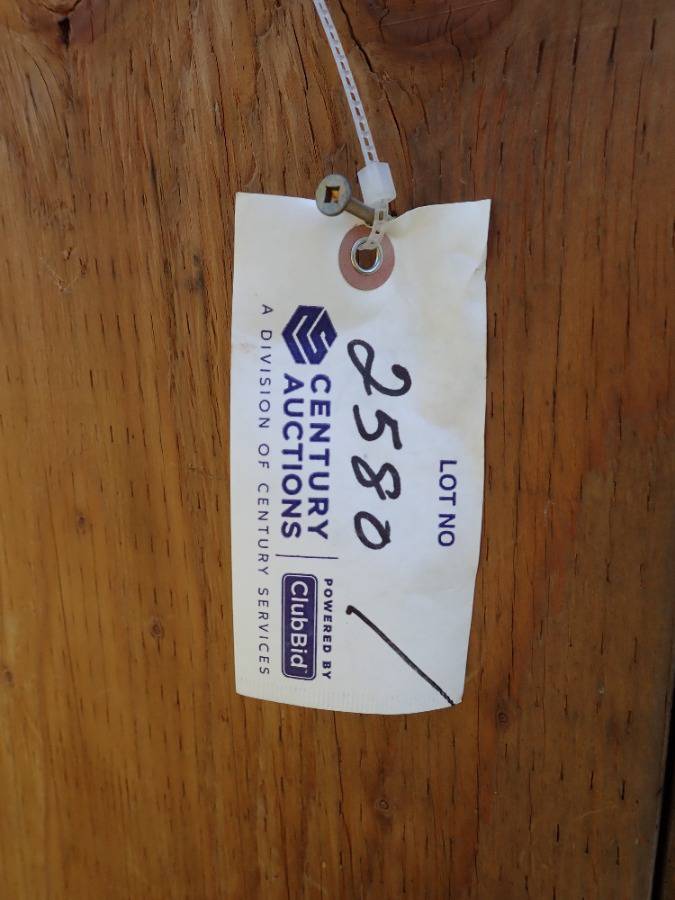 LOT NO
2580
CENTURY
AUCTIONS
A DIVISION OF CENTURY SERVICES
POWERED BY
ClubBid